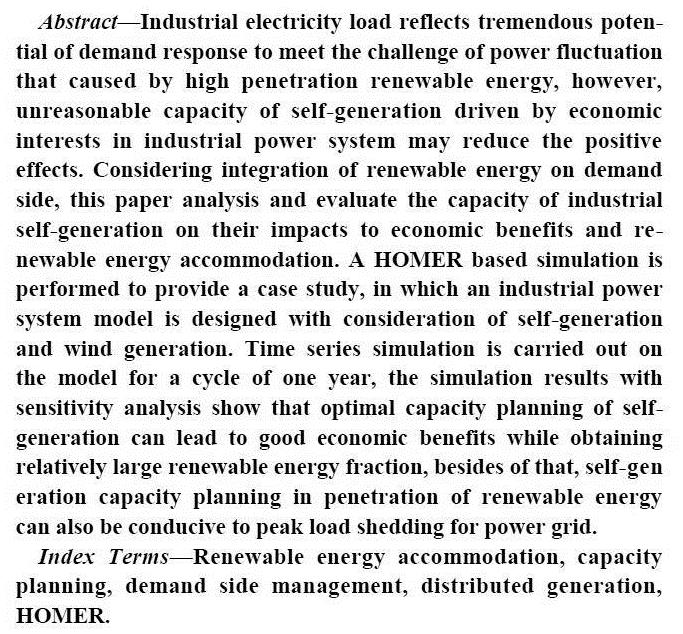 Abstract—Industrial electricity load reflects tremendous poten-
tial of demand response to meet the challenge of power fluctuation
that caused by high penetration renewable energy, however,
unreasonable capacity of self-generation driven by economic
interests in industrial power system may reduce the positive
effects. Considering integration of renewable energy on demand
side, this paper analysis and evaluate the capacity of industrial
self-generation on their impacts to economic benefits and re-
newable energy accommodation. A HOMER based simulation is
performed to provide a case study, in which an industrial power
system model is designed with consideration of self-generation
and wind generation. Time series simulation is carried out on
the model for a cycle of one year, the simulation results with
sensitivity analysis show that optimal capacity planning of self-
generation can lead to good economic benefits while obtaining
relatively large renewable energy fraction, besides of that, self-gen
eration capacity planning in penetration of renewable energy
can also be conducive to peak load shedding for power grid.
Index Terms—Renewable energy accommodation, capacity
planning, demand side management, distributed generation,
HOMER.